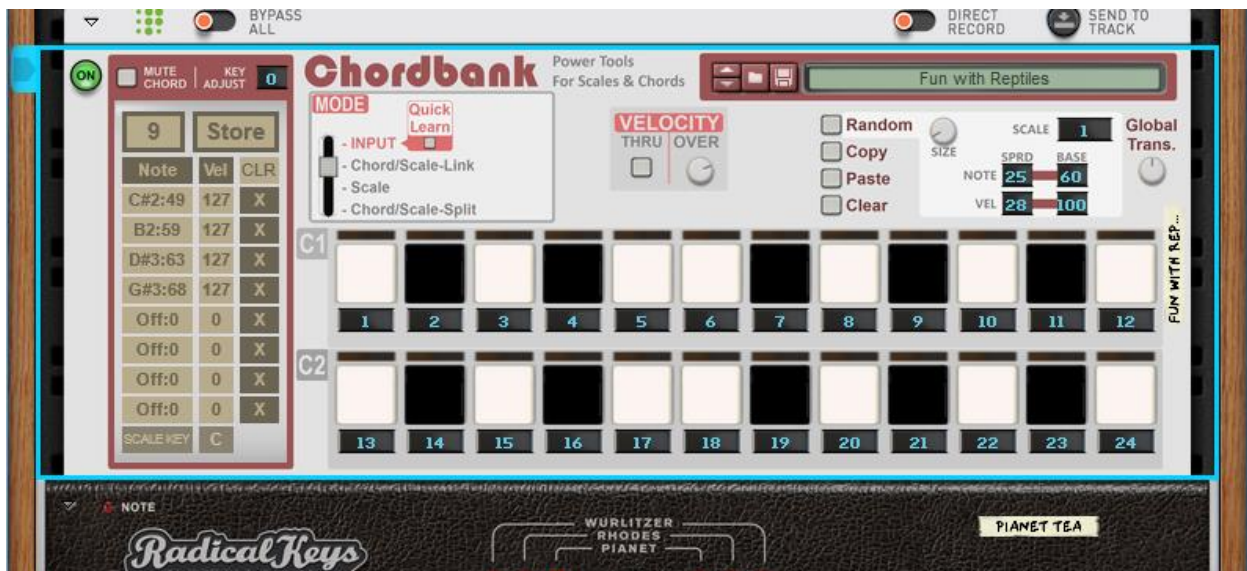 BYPASS
ALL
DIRECT
RECORD
SEND TO
TRACK
ON
MUTE
CHORD
KEY
ADJUST
0
Chordbank
Power Tools
For Scales & Chords
Fun with Reptiles
9 Store
Note Vel CLR
C#2:49 127 X
B2:59 127 X
D#3:63 127 X
G#3:68 127 X
Off:0 0 X
Off:0 0 X
Off:0 0 X
Off:0 0 X
SCALE KEY C
MODE
Quick
Learn
- INPUT
- Chord/Scale-Link
- Scale
- Chord/Scale-Split
VELOCITY
THRU OVER
Random
Copy
Paste
Clear
SIZE
SCALE 1
SPRD BASE
NOTE 25 60
VEL 28 100
Global
Trans.
FUN WITH REP...
C1
1 2 3 4 5 6 7 8 9 10 11 12
C2
13 14 15 16 17 18 19 20 21 22 23 24
NOTE
RadicalKeys
WURLITZER
RHODES
PIANET
PIANET TEA